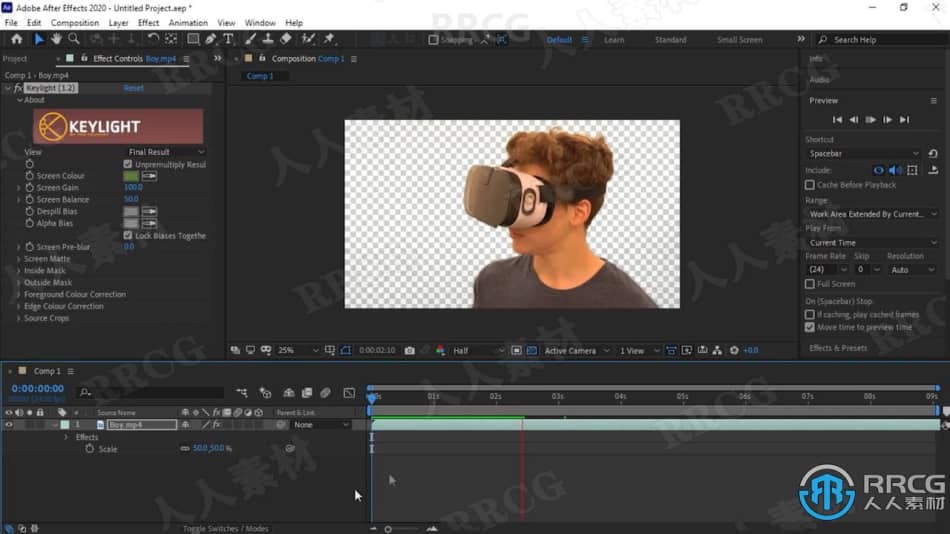 Adobe After Effects 2020 - Untitled Project.aep *
File Edit Composition Layer Effect Animation View Window Help
Snapping
Default Learn Standard Small Screen
Search Help
Project Effect Controls Boy.mp4
Comp 1 - Boy.mp4
fx Keylight (1.2) Reset
About
KEYLIGHT
View Final Result
Unpremultiply Resul
Screen Colour
Screen Gain 100.0
Screen Balance 50.0
Despill Bias
Alpha Bias
Lock Biases Togethe
Screen Pre-blur 0.0
Screen Matte
Inside Mask
Outside Mask
Foreground Colour Correction
Edge Colour Correction
Source Crops
Composition Comp 1
Comp 1
25% 0:00:02:10 Half Active Camera 1 View +0.0
Info
Audio
Preview
Shortcut
Spacebar
Include:
Cache Before Playback
Range:
Work Area Extended By Current...
Play From:
Current Time
Frame Rate Skip Resolution
(24) 0 Auto
Full Screen
On (Spacebar) Stop:
If caching, play cached frames
Move time to preview time
Effects & Presets
Comp 1
0:00:00:00
# Source Name Parent & Link
1 Boy.mp4 None
Effects
Scale 50.0,50.0 %
00s 01s 02s 03s 04s 05s 06s 07s 08s 09s
Toggle Switches / Modes
RRCG
人人素材